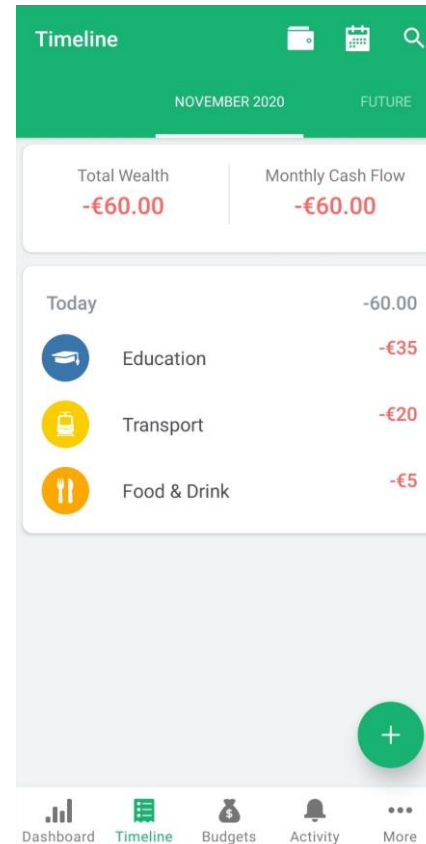 Timeline
NOVEMBER 2020 FUTURE
Total Wealth Monthly Cash Flow
-€60.00 -€60.00
Today -60.00
Education -€35
Transport -€20
Food & Drink -€5
Dashboard Timeline Budgets Activity More